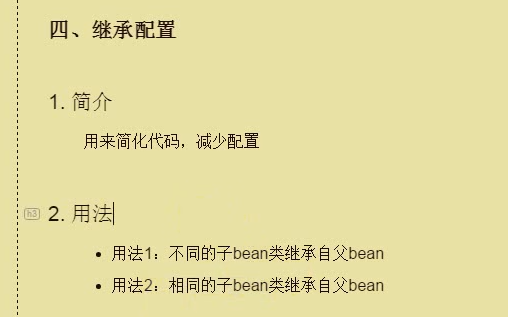 四、继承配置
1. 简介
用来简化代码，减少配置
h3
2. 用法
用法1：不同的子bean类继承自父bean
用法2：相同的子bean类继承自父bean